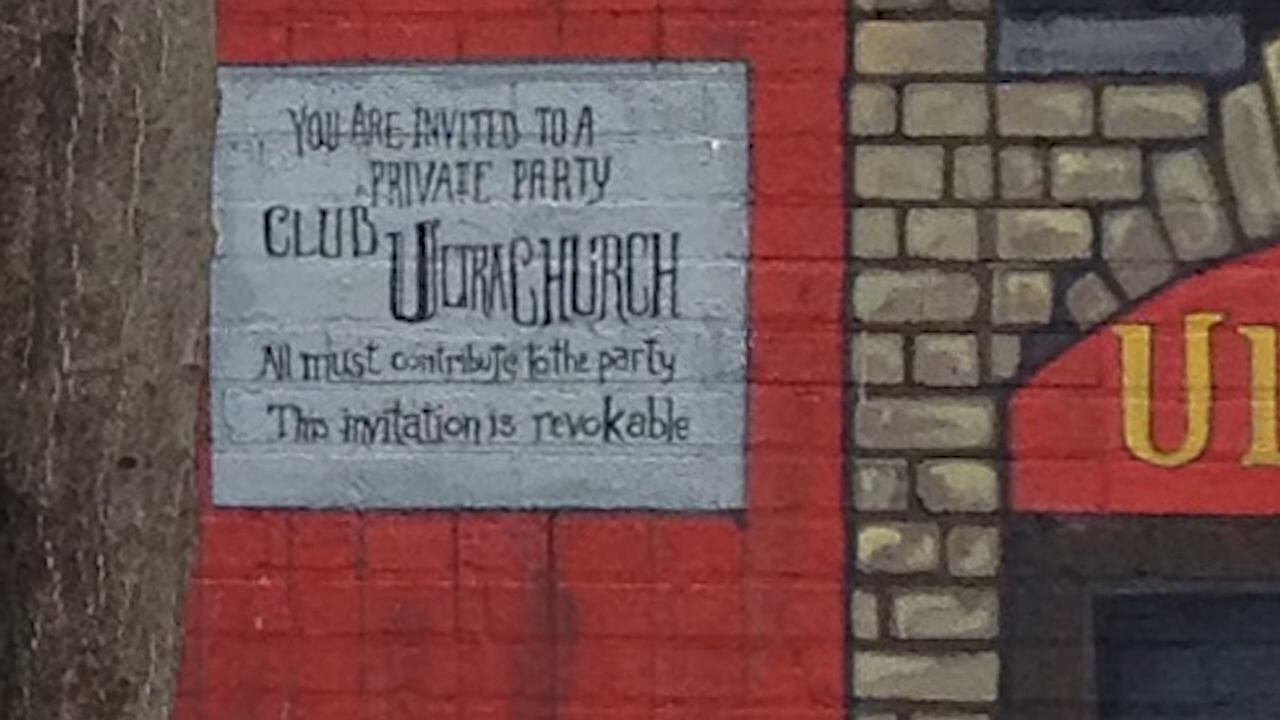 YOU ARE INVITED TO A
PRIVATE PARTY
CLUB ULTRACHURCH
All must contribute to the party
This invitation is revokable